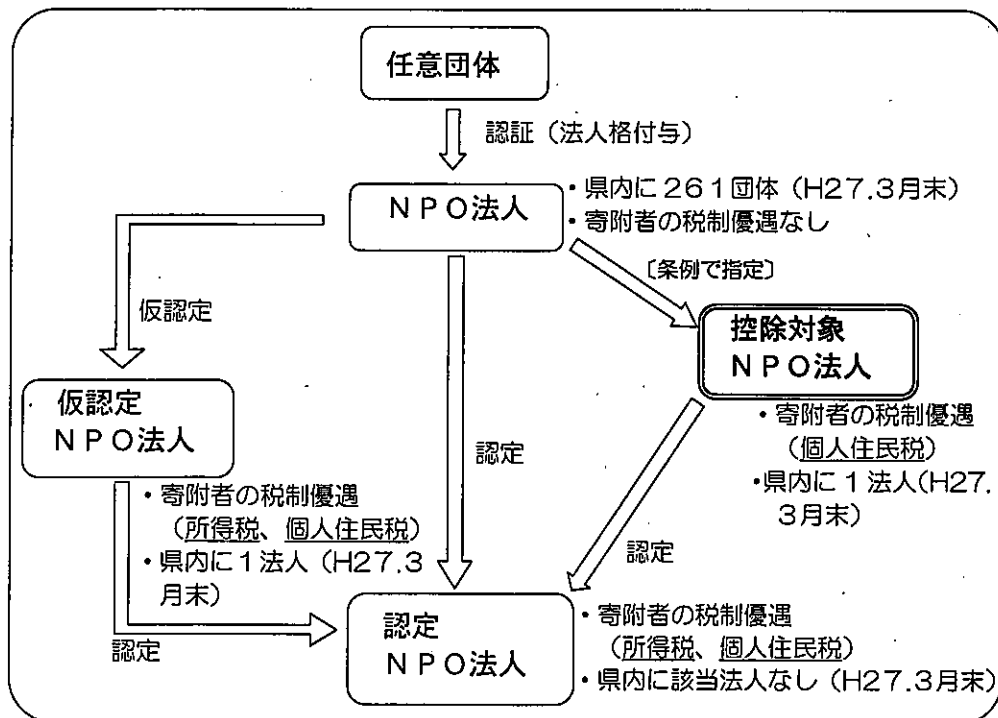 任意団体
認証（法人格付与）
ＮＰＯ法人
・県内に２６１団体（H27.3月末）
・寄附者の税制優遇なし
〔条例で指定〕
仮認定
控除対象
ＮＰＯ法人
・寄附者の税制優遇
（個人住民税）
・県内に１法人(H27.
３月末）
仮認定
ＮＰＯ法人
・寄附者の税制優遇
（所得税、個人住民税）
・県内に１法人（H27.3
月末）
認定
認定
認定
認定
ＮＰＯ法人
・寄附者の税制優遇
（所得税、個人住民税）
・県内に該当法人なし（H27.3月末）